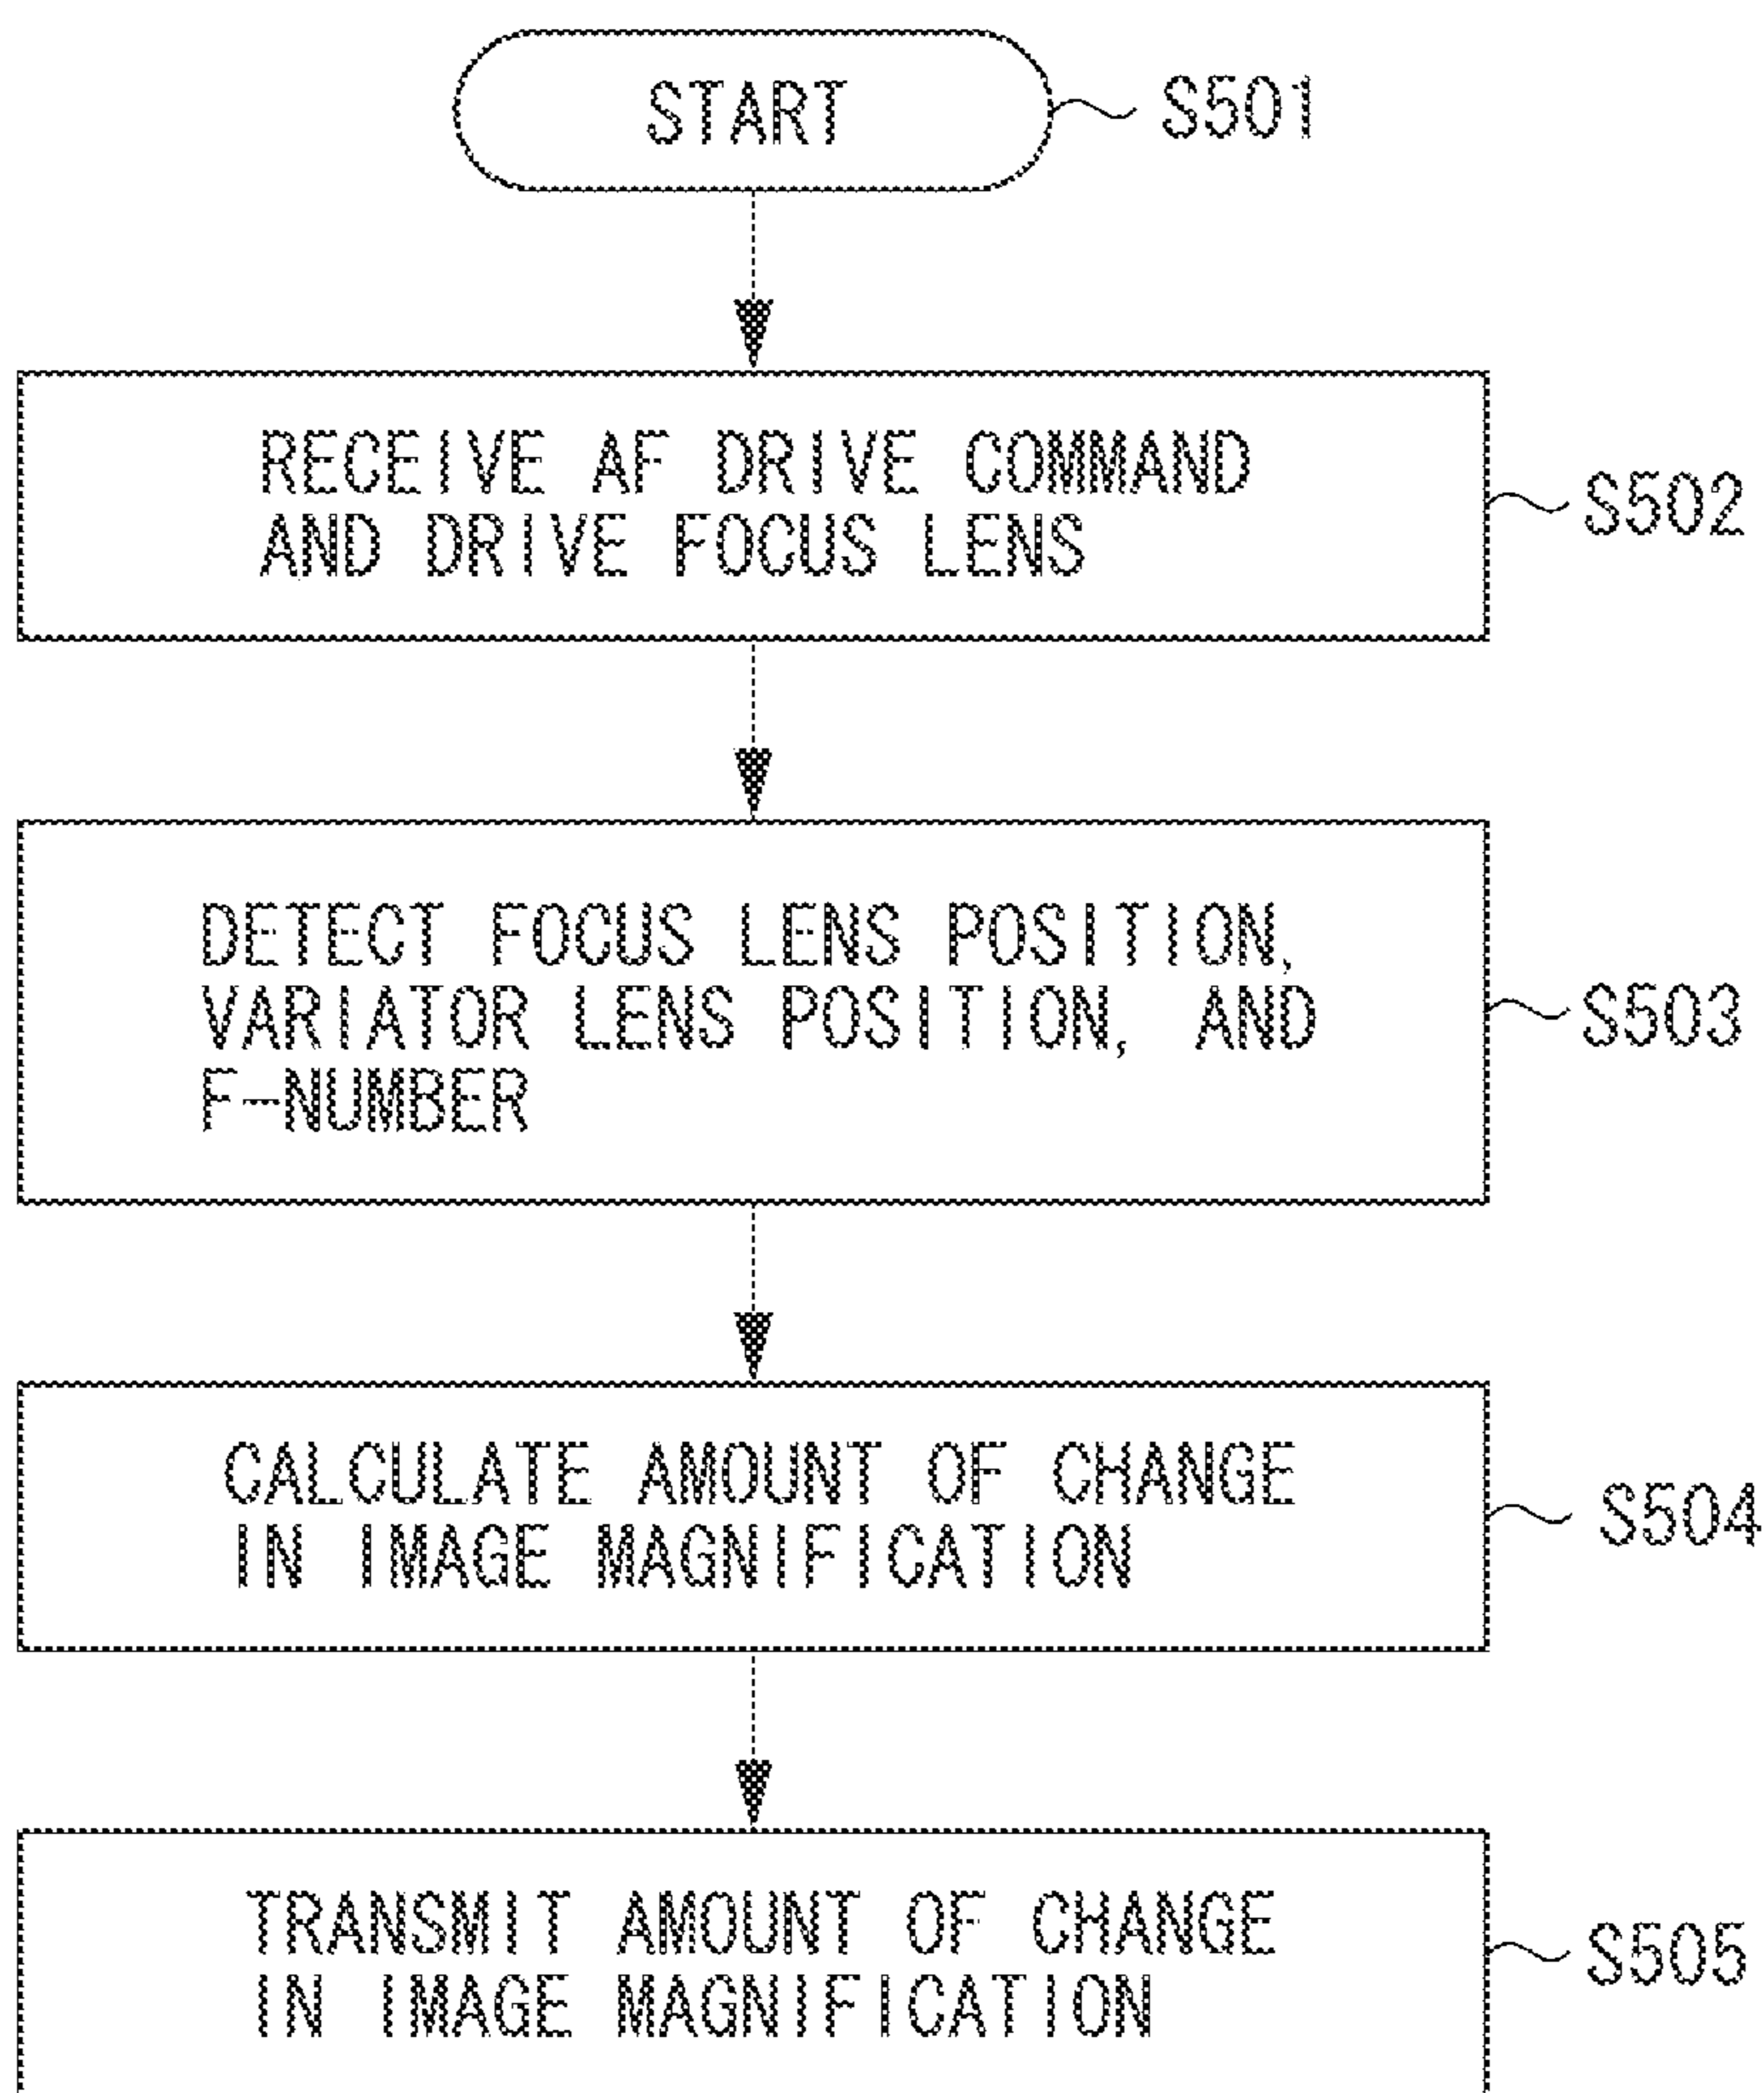 START
S501
RECEIVE AF DRIVE COMMAND
AND DRIVE FOCUS LENS
S502
DETECT FOCUS LENS POSITION,
VARIATOR LENS POSITION, AND
F-NUMBER
S503
CALCULATE AMOUNT OF CHANGE
IN IMAGE MAGNIFICATION
S504
TRANSMIT AMOUNT OF CHANGE
IN IMAGE MAGNIFICATION
S505